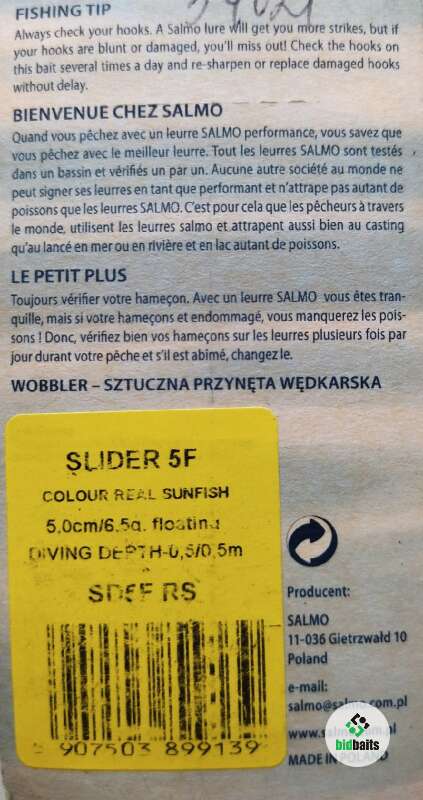 FISHING TIP
Always check your hooks. A Salmo lure will get you more strikes, but if
your hooks are blunt or damaged, you'll miss out! Check the hooks on
this bait several times a day and re-sharpen or replace damaged hooks
without delay.
BIENVENUE CHEZ SALMO
Quand vous pêchez avec un leurre SALMO performance, vous savez que
vous pêchez avec le meilleur leurre. Tout les leurres SALMO sont testés
dans un bassin et vérifiés un par un. Aucune autre société au monde ne
peut signer ses leurres en tant que performant et n'attrape pas autant de
poissons que les leurres SALMO. C'est pour cela que les pêcheurs à travers
le monde, utilisent les leurres salmo et attrapent aussi bien au casting
qu'au lancé en mer ou en rivière et en lac autant de poissons.
LE PETIT PLUS
Toujours vérifier votre hameçon. Avec un leurre SALMO vous êtes tran-
quille, mais si votre hameçons et endommagé, vous manquerez les pois-
sons ! Donc, vérifiez bien vos hameçons sur les leurres plusieurs fois par
jour durant votre pêche et s'il est abimé, changez le.
WOBBLER – SZTUCZNA PRZYNĘTA WĘDKARSKA
SLIDER 5F
COLOUR REAL SUNFISH
5.0cm/6.5g. floating
DIVING DEPTH-0,5/0,5m
SD5F RS
5 907503 899139
Producent:
SALMO
11-036 Gietrzwałd 10
Poland
e-mail:
salmo@salmo.com.pl
www.salmo.com.pl
MADE IN POLAND
bidbaits